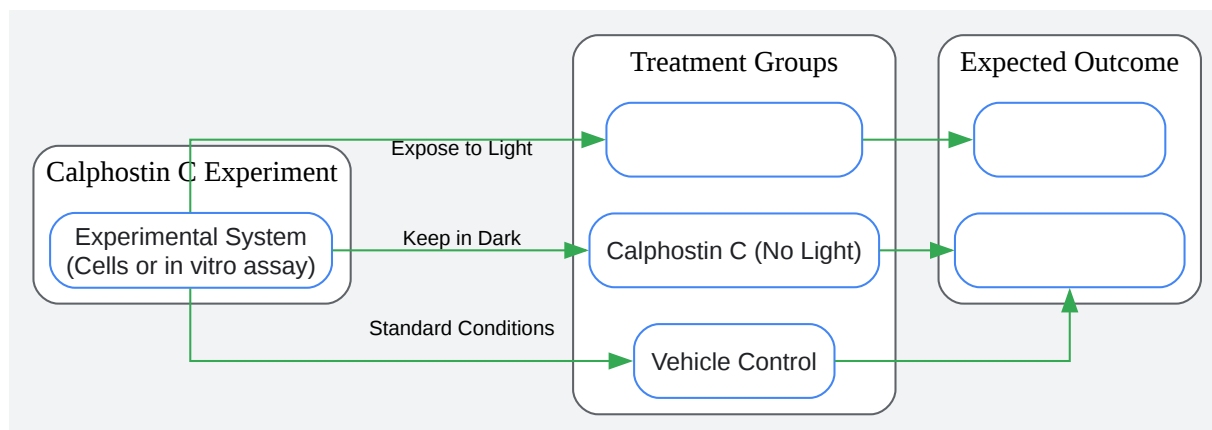 Treatment Groups
Expected Outcome
Expose to Light
Calphostin C Experiment
Experimental System
(Cells or in vitro assay)
Keep in Dark
Calphostin C (No Light)
Standard Conditions
Vehicle Control